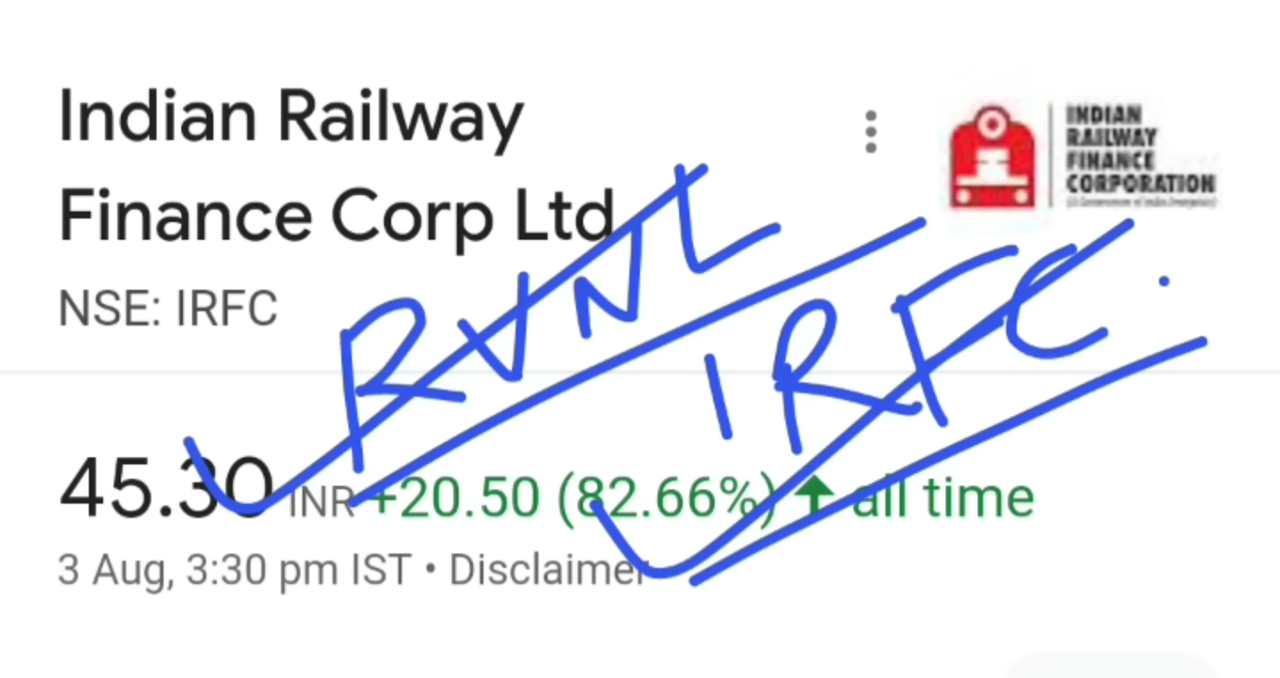 Indian Railway
Finance Corp Ltd
NSE: IRFC
INDIAN
RAILWAY
FINANCE
CORPORATION
RVNL
IRFC.
45.30 INR +20.50 (82.66%) ↑ all time
3 Aug, 3:30 pm IST • Disclaimer